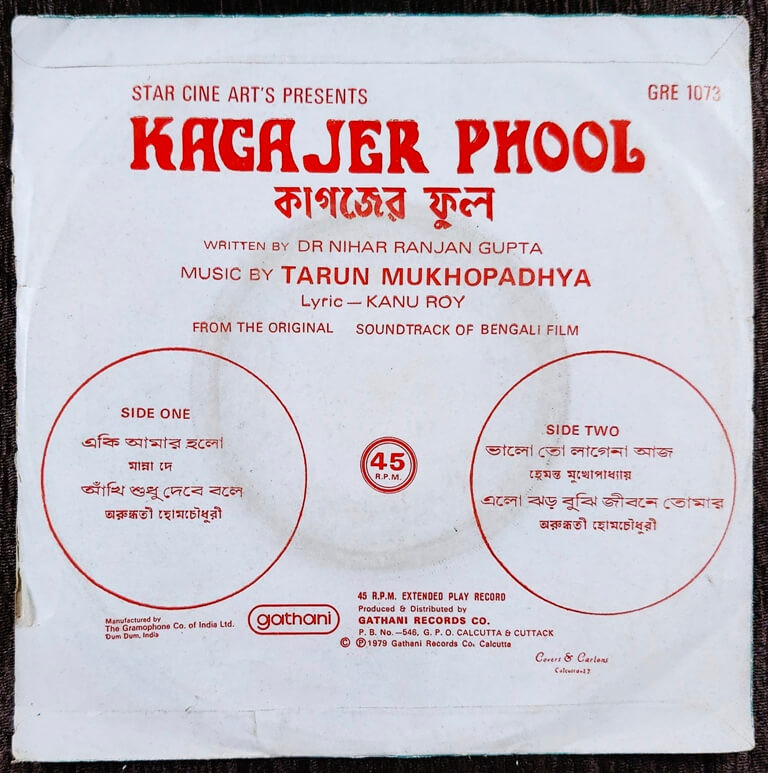 STAR CINE ART'S PRESENTS
GRE 1073
KAGAJER PHOOL
কাগজের ফুল
WRITTEN BY DR NIHAR RANJAN GUPTA
MUSIC BY TARUN MUKHOPADHYA
Lyric — KANU ROY
FROM THE ORIGINAL SOUNDTRACK OF BENGALI FILM
SIDE ONE
একি আমার হলো
মান্না দে
আঁখি শুধু দেবে বলে
অরুন্ধতী হোমচৌধুরী
45
R.P.M.
SIDE TWO
ভালো তো লাগেনা আজ
হেমন্ত মুখোপাধ্যায়
এলো ঝড় বুঝি জীবনে তোমার
অরুন্ধতী হোমচৌধুরী
Manufactured by
The Gramophone Co. of India Ltd.
Dum Dum, India
gathani
45 R.P.M. EXTENDED PLAY RECORD
Produced & Distributed by
GATHANI RECORDS CO.
P. B. No.—546, G. P. O. CALCUTTA & CUTTACK
© ℗ 1979 Gathani Records Co. Calcutta
Covers & Cartons
Calcutta-17